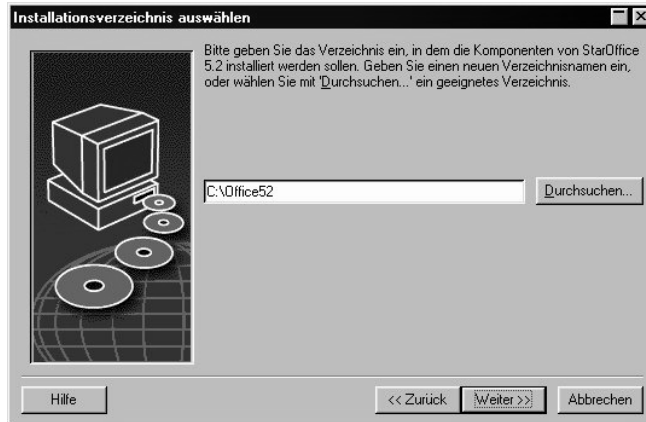 Installationsverzeichnis auswählen
Bitte geben Sie das Verzeichnis ein, in dem die Komponenten von StarOffice
5.2 installiert werden sollen. Geben Sie einen neuen Verzeichnisnamen ein,
oder wählen Sie mit 'Durchsuchen...' ein geeignetes Verzeichnis.
C:\Office52
Durchsuchen...
Hilfe
<< Zurück
Weiter >>
Abbrechen